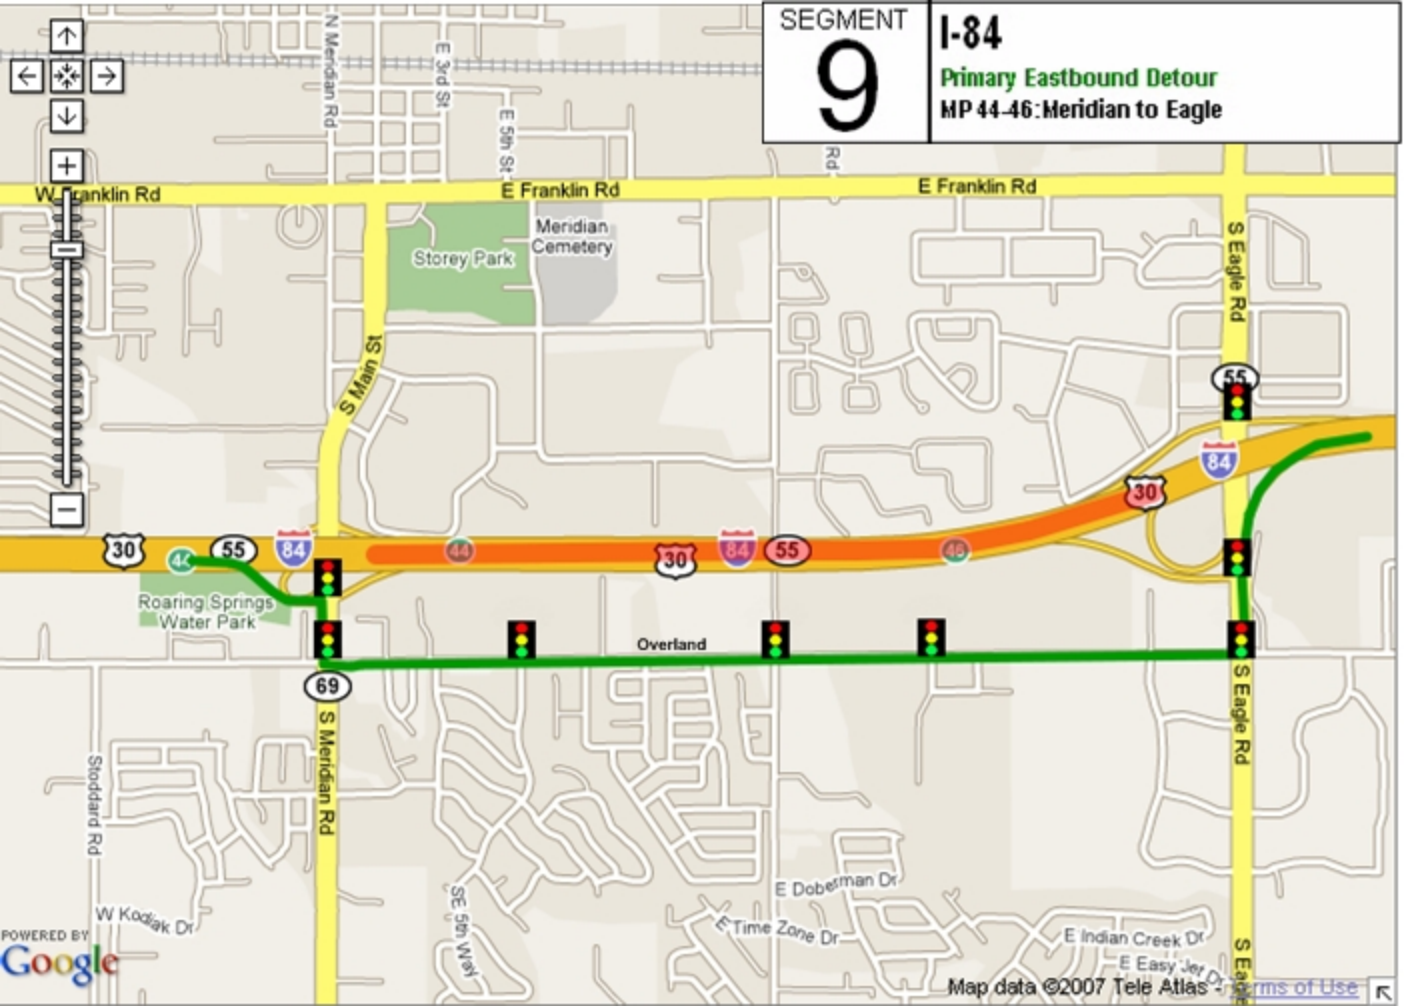 SEGMENT
9
I-84
Primary Eastbound Detour
MP 44-46: Meridian to Eagle
N Meridian Rd
E 3rd St
E 5th St
Rd
W Franklin Rd
E Franklin Rd
E Franklin Rd
Storey Park
Meridian
Cemetery
S Eagle Rd
S Main St
55
84
30
30
44
55
84
44
30
84
55
46
Roaring Springs
Water Park
Overland
69
S Meridian Rd
S Eagle Rd
Stoddard Rd
W Kodiak Dr
SE 5th Way
E Doberman Dr
E Time Zone Dr
E Indian Creek Dr
E Easy Jet Dr
S Eagle
POWERED BY
Google
Map data ©2007 Tele Atlas - Terms of Use